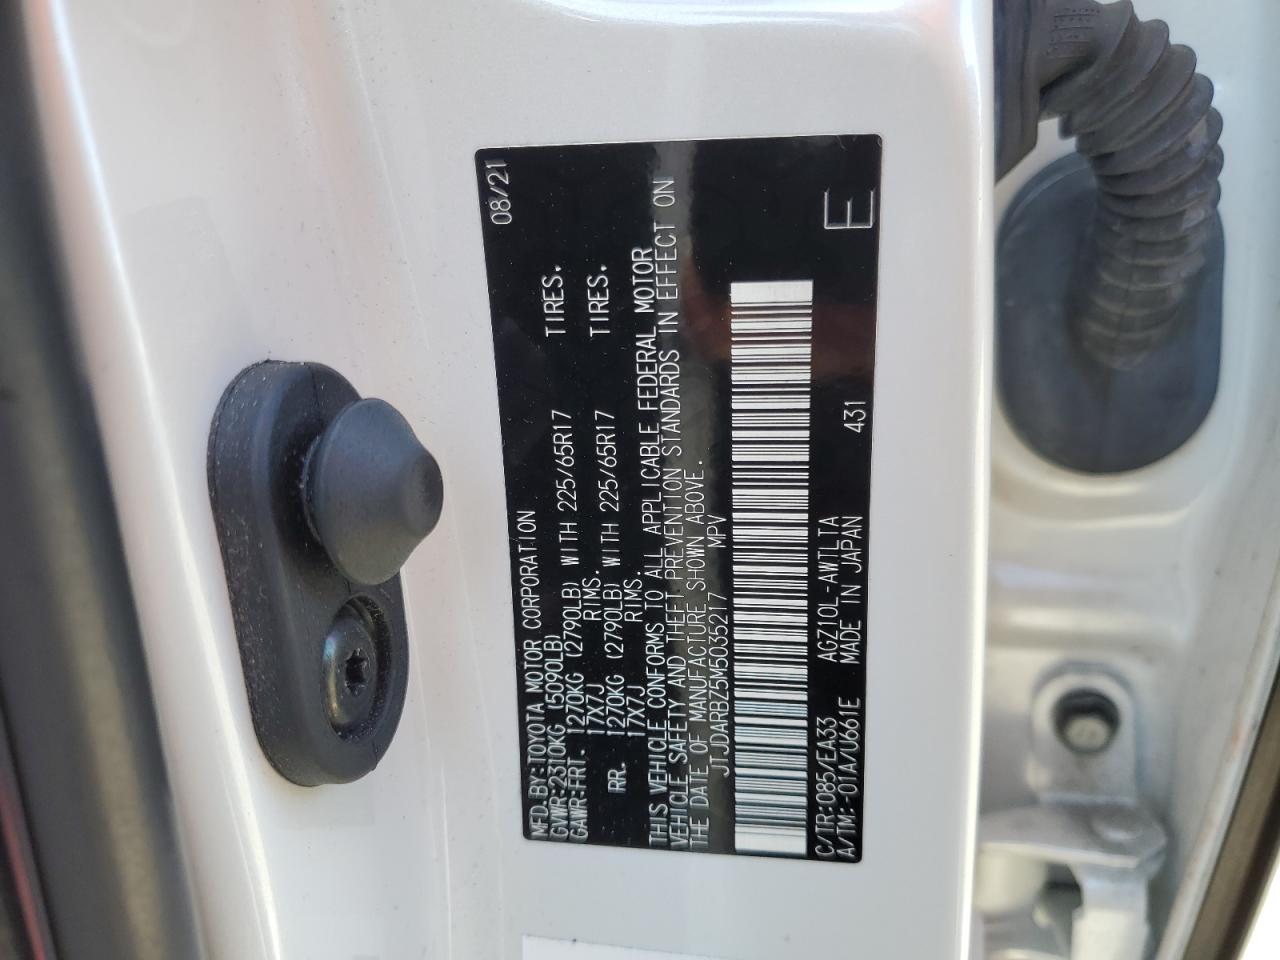 MFD.BY:TOYOTA MOTOR CORPORATION 08/21
GVWR:2310KG (5090LB)
GAWR:FRT. 1270KG (2790LB) WITH 225/65R17 TIRES.
17X7J RIMS.
RR. 1270KG (2790LB) WITH 225/65R17 TIRES.
17X7J RIMS.
THIS VEHICLE CONFORMS TO ALL APPLICABLE FEDERAL MOTOR
VEHICLE SAFETY AND THEFT PREVENTION STANDARDS IN EFFECT ON
THE DATE OF MANUFACTURE SHOWN ABOVE.
JTJDARBZ5M5035217 MPV
C/TR:085/EA33 AGZ10L-AWTLTA 431
A/TM:-01A/U661E MADE IN JAPAN
E